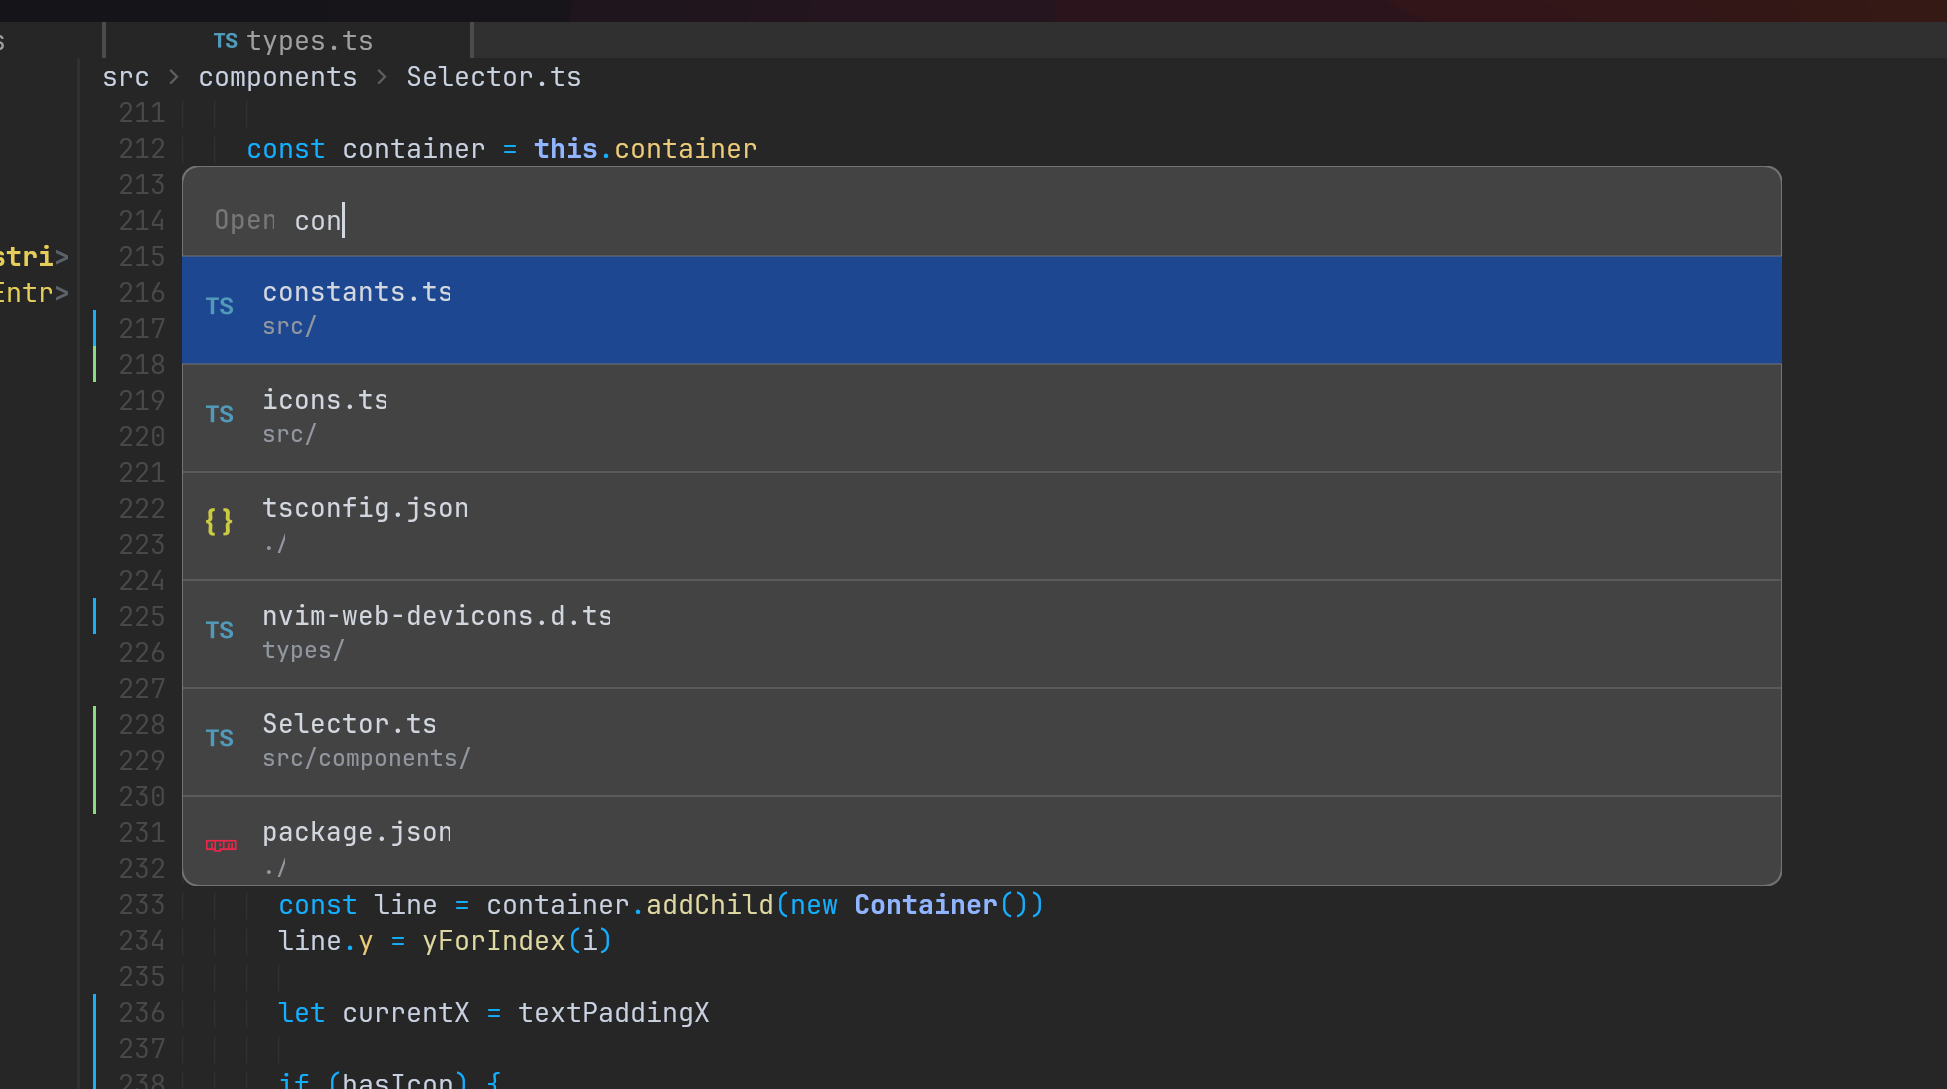 s
TS types.ts
src > components > Selector.ts
211
212 const container = this.container
213
214
stri> 215
Entr> 216
217
218
219
220
221
222
223
224
225
226
227
228
229
230
231
232
Open con
TS constants.ts
src/
TS icons.ts
src/
{} tsconfig.json
./
TS nvim-web-devicons.d.ts
types/
TS Selector.ts
src/components/
npm package.json
./
233 const line = container.addChild(new Container())
234 line.y = yForIndex(i)
235
236 let currentX = textPaddingX
237
238 if (hasIcon) {